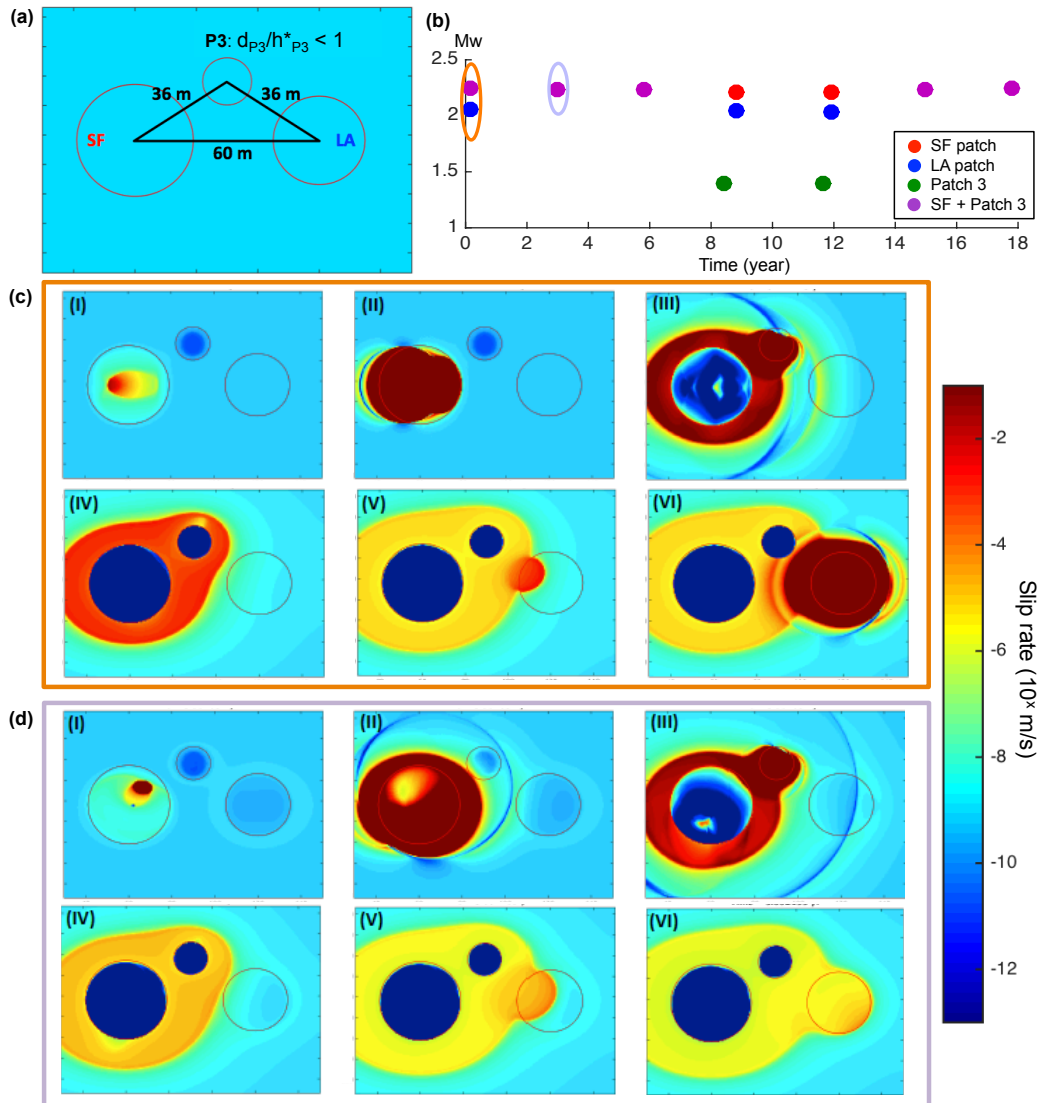 (a)
P3: dP3/h*P3 < 1
36 m
36 m
SF
LA
60 m
(b)
Mw
2.5
2
1.5
1
0 2 4 6 8 10 12 14 16 18
Time (year)
SF patch
LA patch
Patch 3
SF + Patch 3
(c)
(I)
(II)
(III)
(IV)
(V)
(VI)
(d)
(I)
(II)
(III)
(IV)
(V)
(VI)
-2
-4
-6
-8
-10
-12
Slip rate (10ˣ m/s)